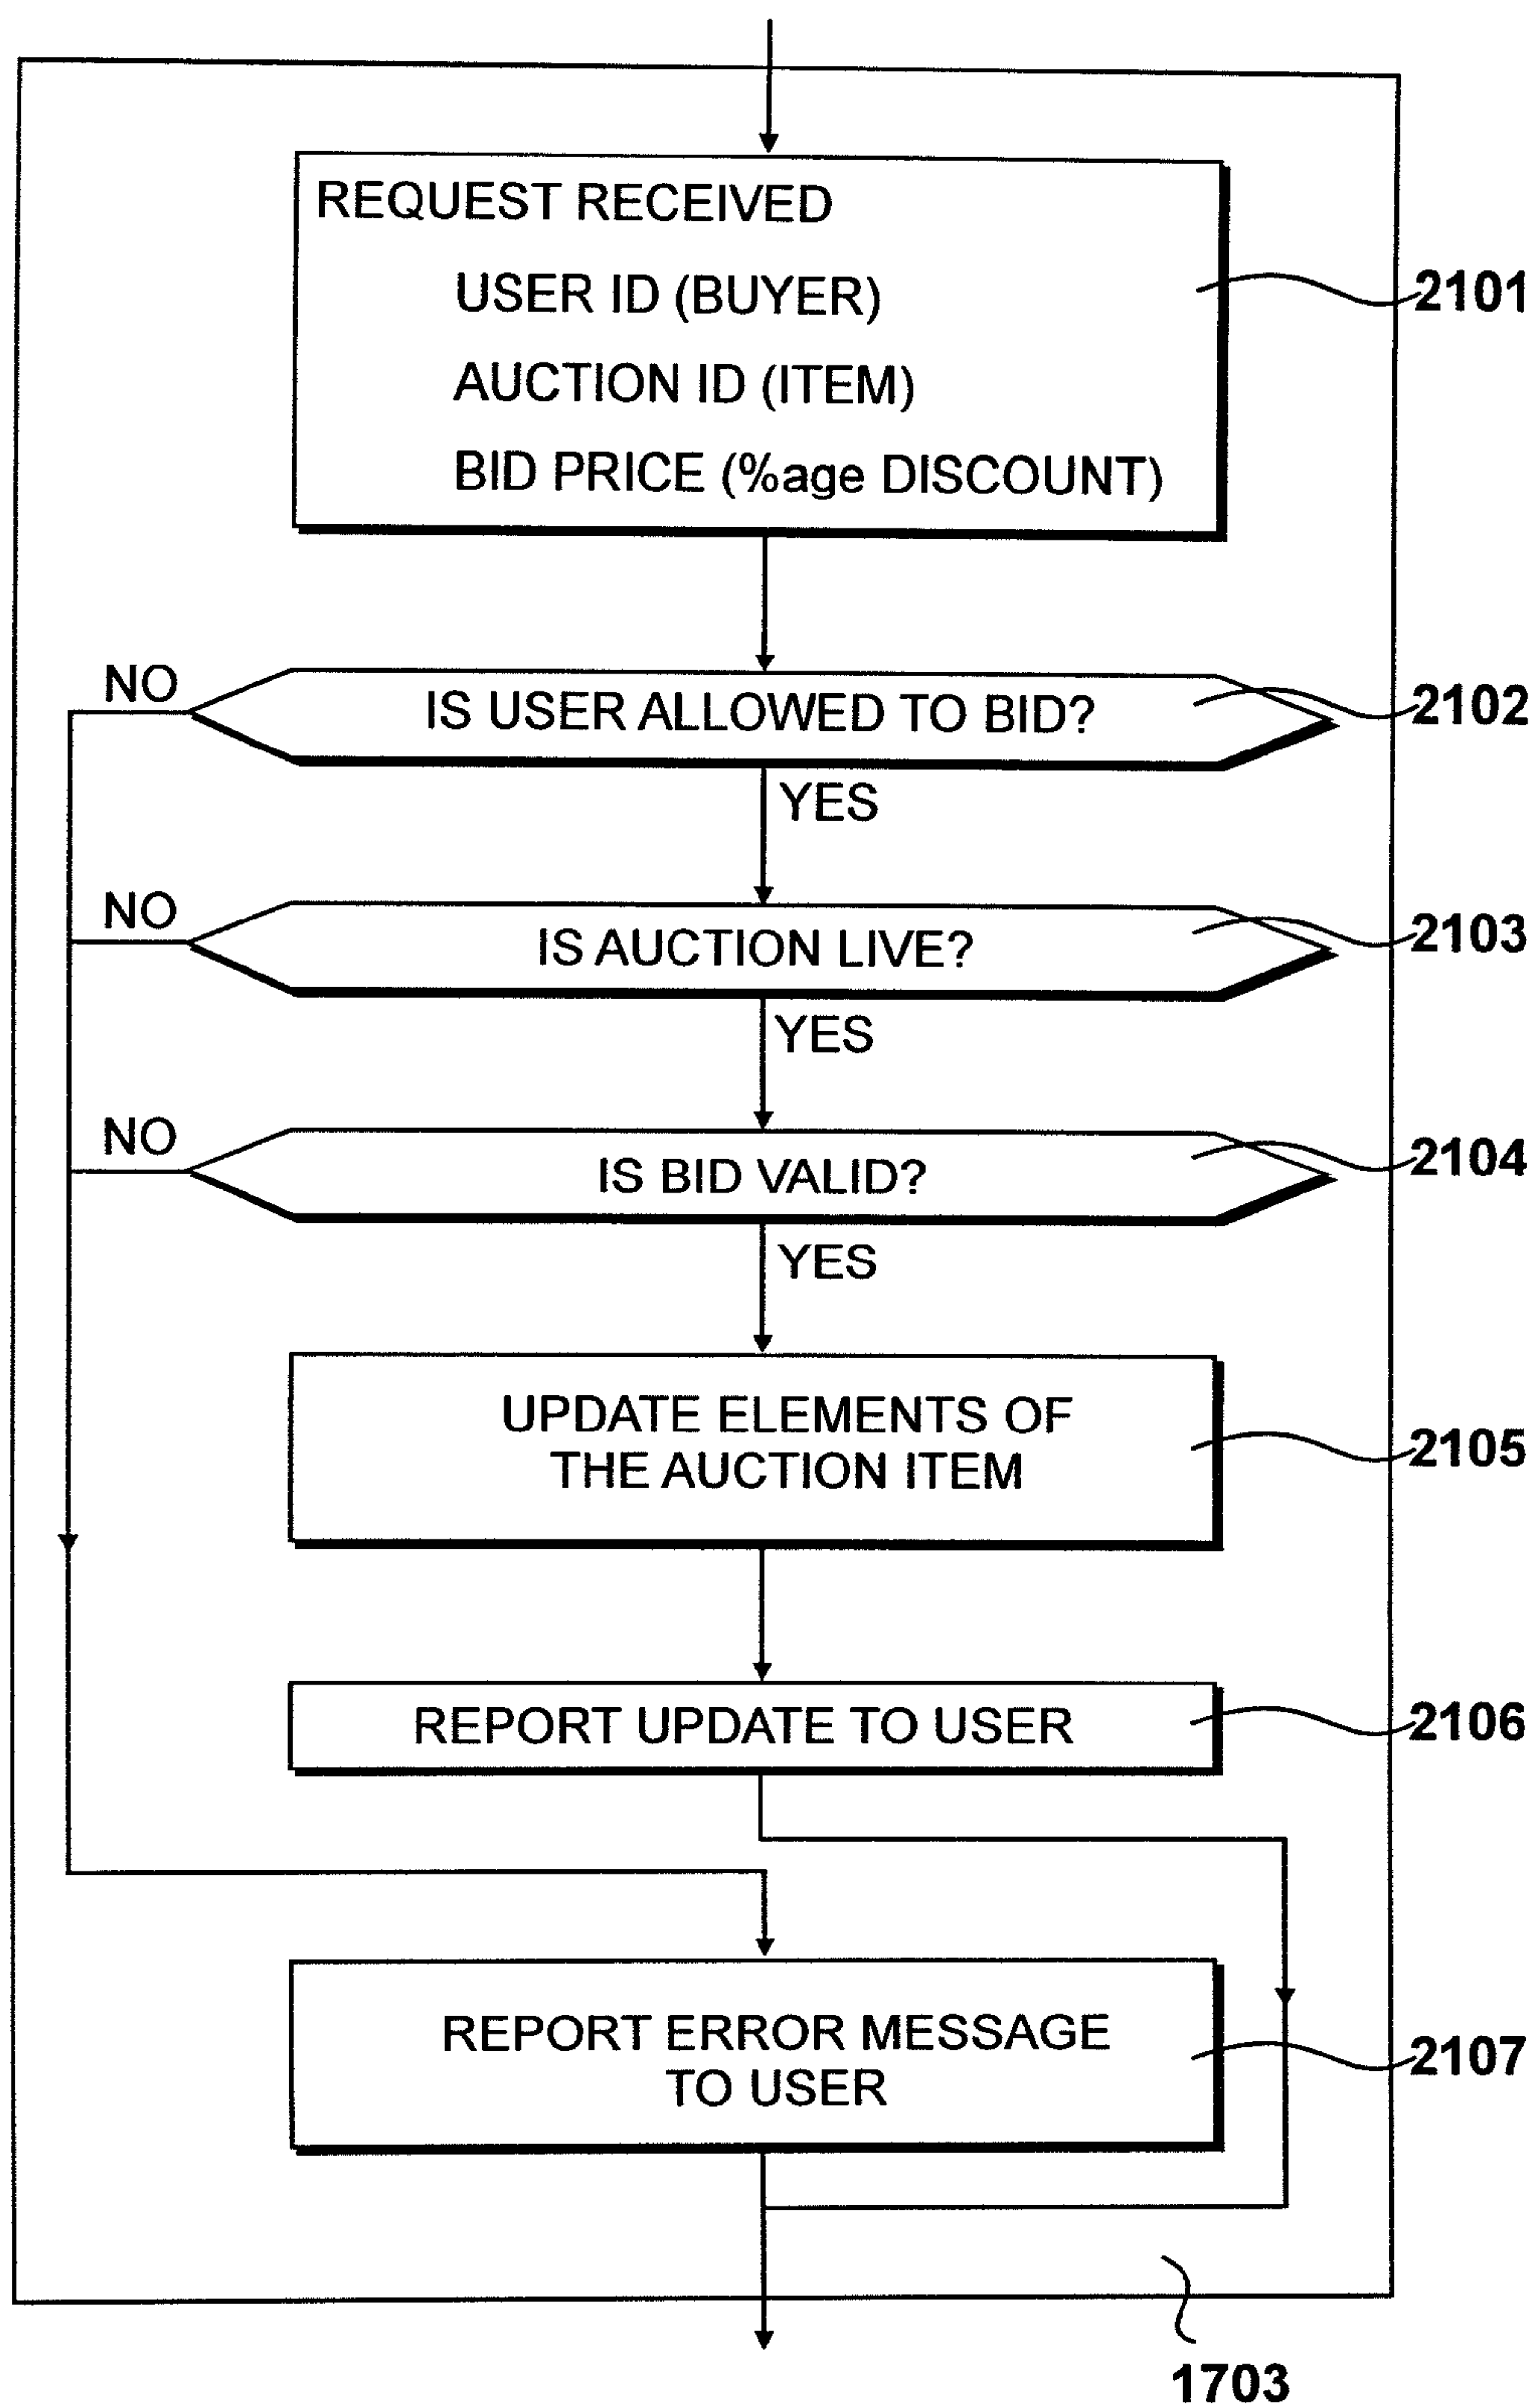 REQUEST RECEIVED
USER ID (BUYER)
2101
AUCTION ID (ITEM)
BID PRICE (%age DISCOUNT)
NO
IS USER ALLOWED TO BID?
2102
YES
NO
IS AUCTION LIVE?
2103
YES
NO
IS BID VALID?
2104
YES
UPDATE ELEMENTS OF
THE AUCTION ITEM
2105
REPORT UPDATE TO USER
2106
REPORT ERROR MESSAGE
TO USER
2107
1703